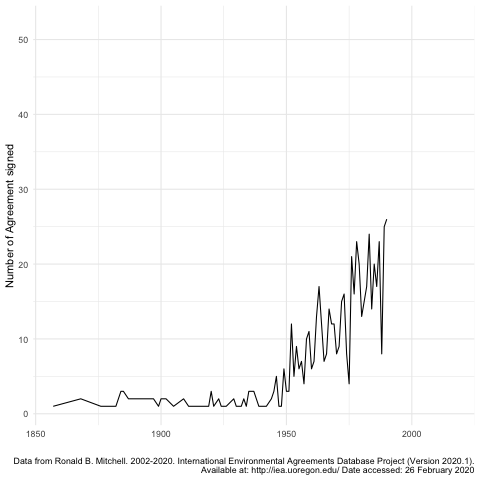 50
40
30
20
10
0
Number of Agreement signed
1850 1900 1950 2000
Data from Ronald B. Mitchell. 2002-2020. International Environmental Agreements Database Project (Version 2020.1).
Available at: http://iea.uoregon.edu/ Date accessed: 26 February 2020